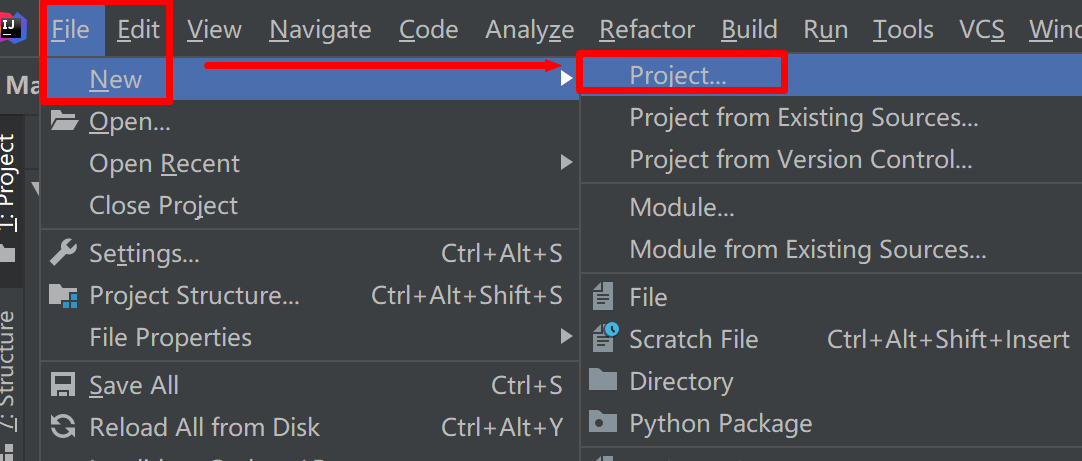 IJ
File Edit View Navigate Code Analyze Refactor Build Run Tools VCS Wind
Ma
New
Open...
Open Recent
Close Project
Settings... Ctrl+Alt+S
Project Structure... Ctrl+Alt+Shift+S
File Properties
Save All Ctrl+S
Reload All from Disk Ctrl+Alt+Y
Project...
Project from Existing Sources...
Project from Version Control...
Module...
Module from Existing Sources...
File
Scratch File Ctrl+Alt+Shift+Insert
Directory
Python Package
1: Project
7: Structure